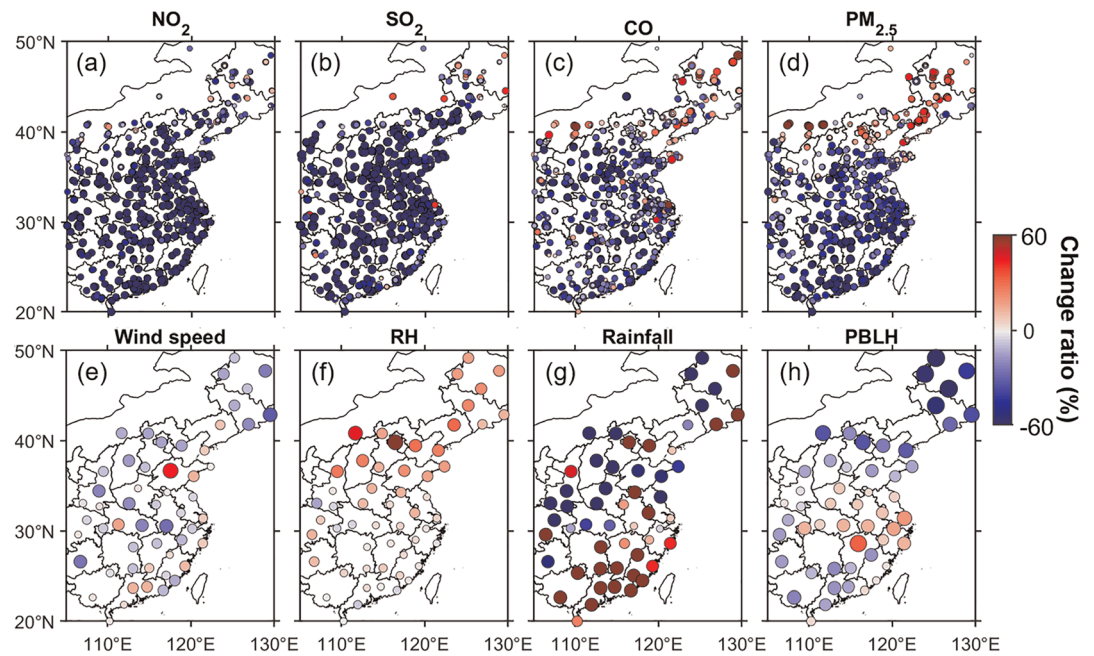 NO2 SO2 CO PM2.5
50°N (a) (b) (c) (d)
40°N
30°N
20°N
60
0
-60
Change ratio (%)
Wind speed RH Rainfall PBLH
50°N (e) (f) (g) (h)
40°N
30°N
20°N
110°E 120°E 130°E 110°E 120°E 130°E 110°E 120°E 130°E 110°E 120°E 130°E